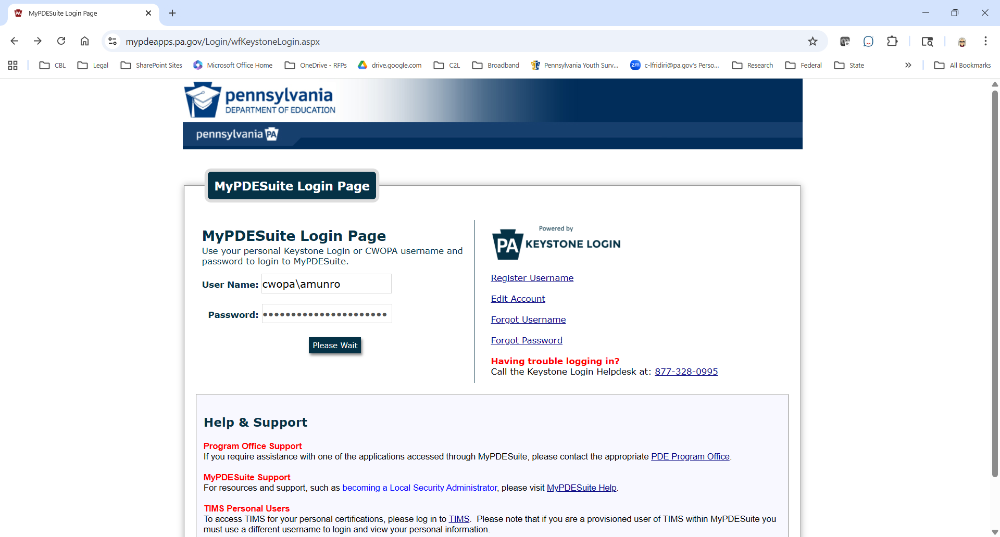 MyPDESuite Login Page
mypdeapps.pa.gov/Login/wfKeystoneLogin.aspx
CBL Legal SharePoint Sites Microsoft Office Home OneDrive - RFPs drive.google.com C2L Broadband Pennsylvania Youth Surv... zm c-lfridiri@pa.gov's Perso... Research Federal State » All Bookmarks
pennsylvania
DEPARTMENT OF EDUCATION
pennsylvania PA
MyPDESuite Login Page
MyPDESuite Login Page
Use your personal Keystone Login or CWOPA username and
password to login to MyPDESuite.
User Name: cwopa\amunro
Password: ••••••••••••••••••••••
Please Wait
Powered by
PA KEYSTONE LOGIN
Register Username
Edit Account
Forgot Username
Forgot Password
Having trouble logging in?
Call the Keystone Login Helpdesk at: 877-328-0995
Help & Support
Program Office Support
If you require assistance with one of the applications accessed through MyPDESuite, please contact the appropriate PDE Program Office.
MyPDESuite Support
For resources and support, such as becoming a Local Security Administrator, please visit MyPDESuite Help.
TIMS Personal Users
To access TIMS for your personal certifications, please log in to TIMS. Please note that if you are a provisioned user of TIMS within MyPDESuite you
must use a different username to login and view your personal information.